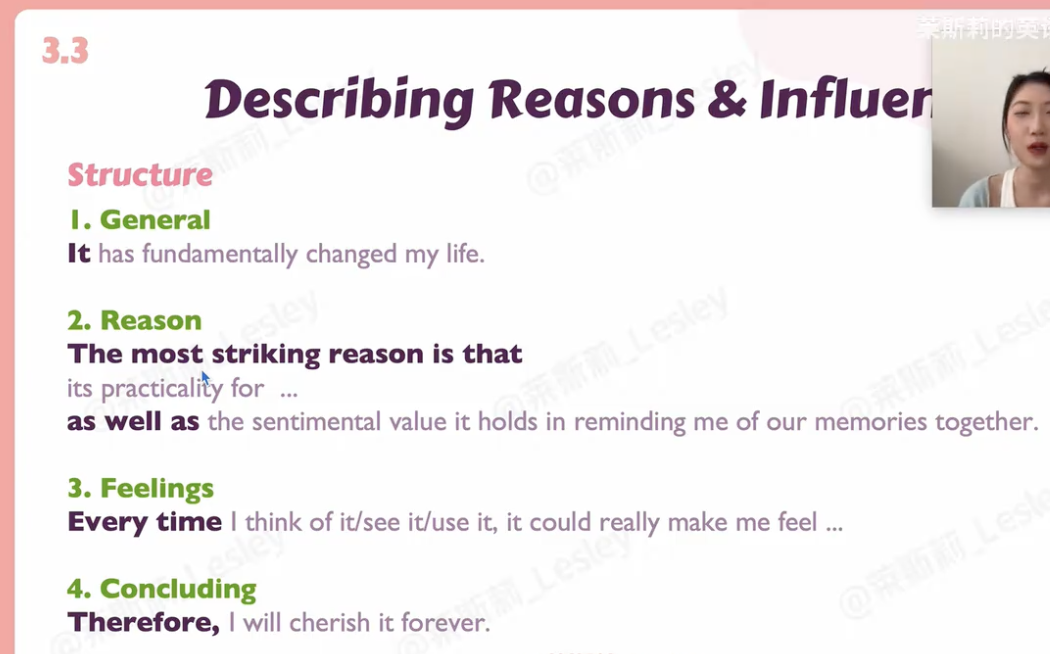 莱斯莉的英语
3.3
Describing Reasons & Influen
Structure
1. General
It has fundamentally changed my life.
2. Reason
The most striking reason is that
its practicality for ...
as well as the sentimental value it holds in reminding me of our memories together.
3. Feelings
Every time I think of it/see it/use it, it could really make me feel ...
4. Concluding
Therefore, I will cherish it forever.
@莱斯莉_Lesley